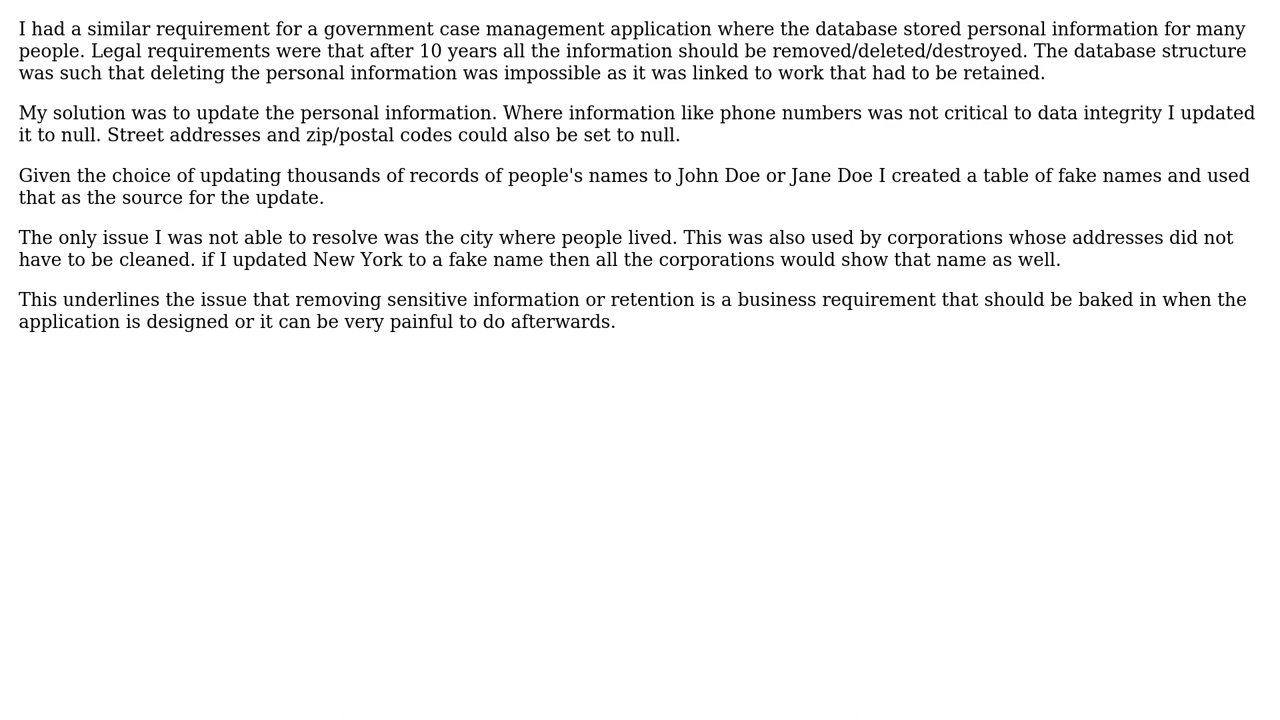 I had a similar requirement for a government case management application where the database stored personal information for many
people. Legal requirements were that after 10 years all the information should be removed/deleted/destroyed. The database structure
was such that deleting the personal information was impossible as it was linked to work that had to be retained.
My solution was to update the personal information. Where information like phone numbers was not critical to data integrity I updated
it to null. Street addresses and zip/postal codes could also be set to null.
Given the choice of updating thousands of records of people's names to John Doe or Jane Doe I created a table of fake names and used
that as the source for the update.
The only issue I was not able to resolve was the city where people lived. This was also used by corporations whose addresses did not
have to be cleaned. if I updated New York to a fake name then all the corporations would show that name as well.
This underlines the issue that removing sensitive information or retention is a business requirement that should be baked in when the
application is designed or it can be very painful to do afterwards.